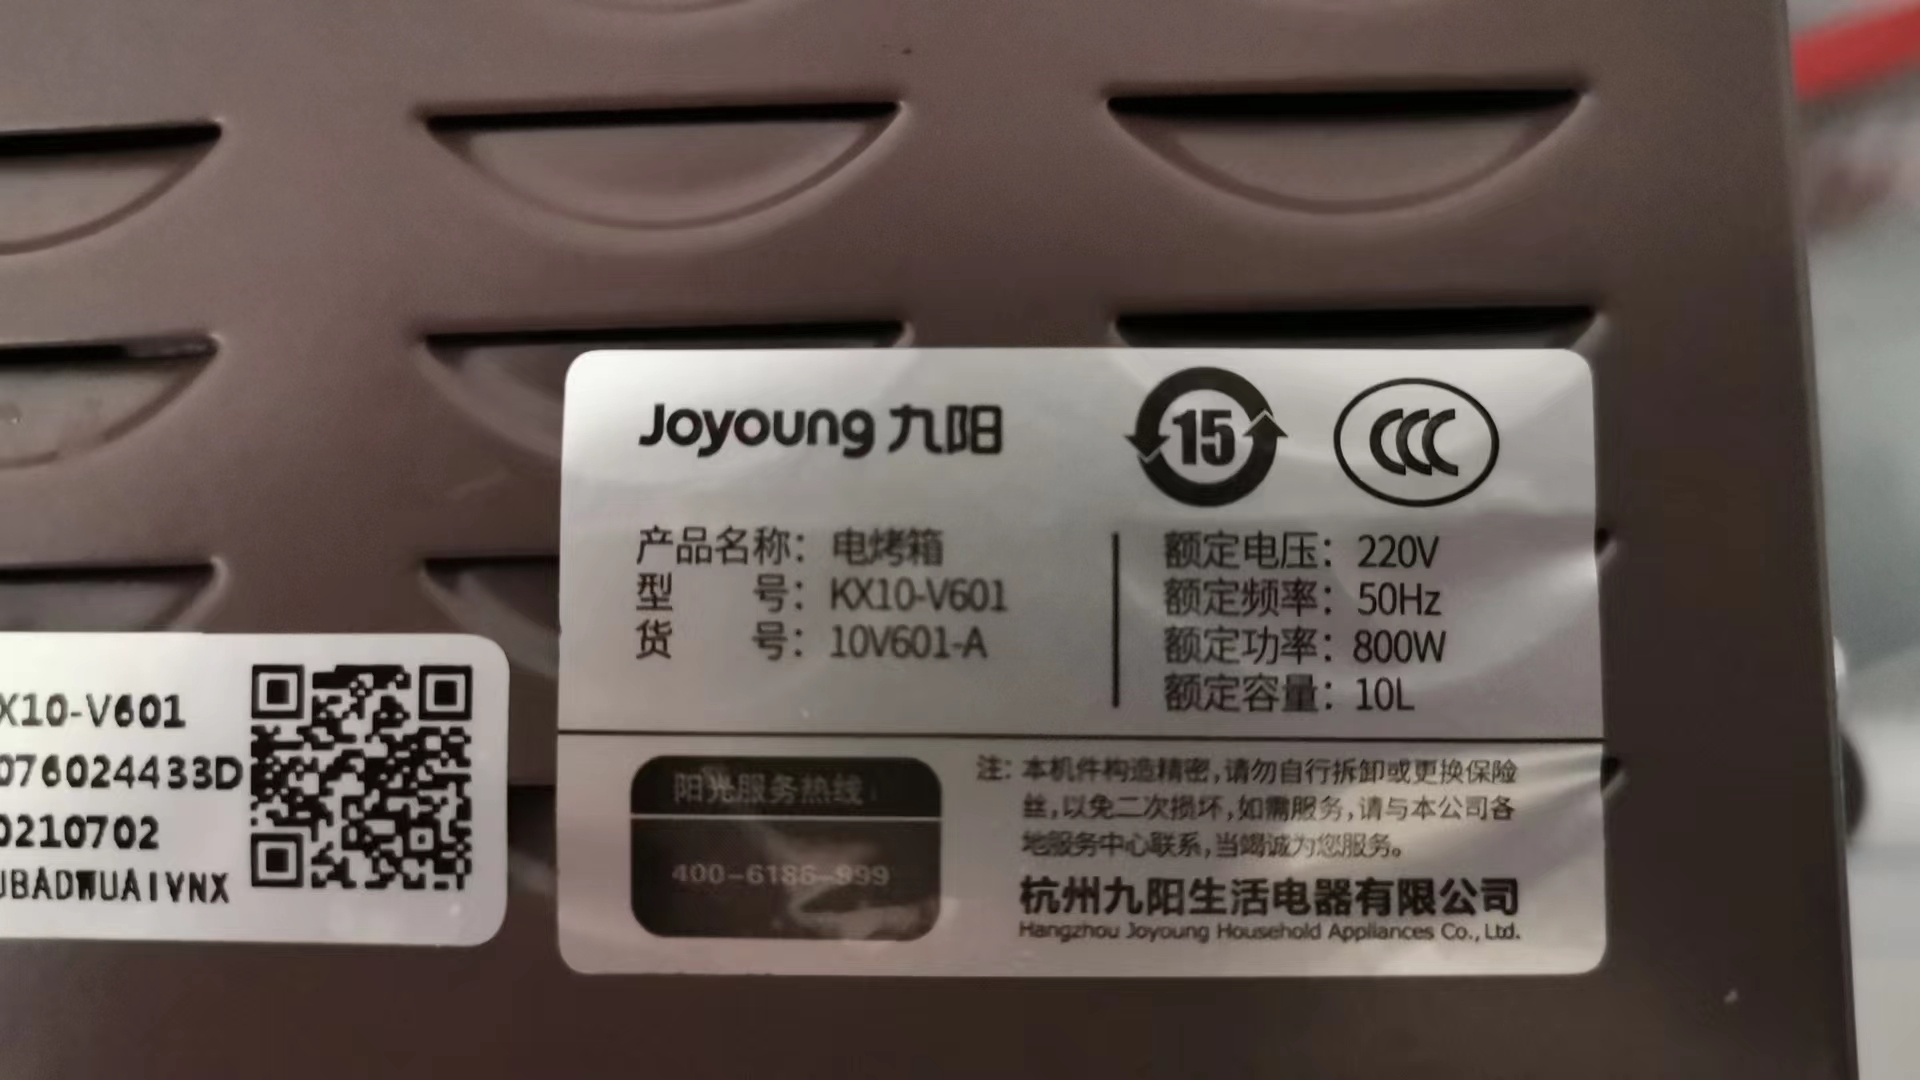 Joyoung 九阳
15
CCC
产品名称：电烤箱
型 号：KX10-V601
货 号：10V601-A
额定电压：220V
额定频率：50Hz
额定功率：800W
额定容量：10L
阳光服务热线：
400-6186-999
注：本机件构造精密，请勿自行拆卸或更换保险
丝，以免二次损坏，如需服务，请与本公司各
地服务中心联系，当竭诚为您服务。
杭州九阳生活电器有限公司
Hangzhou Joyoung Household Appliances Co., Ltd.
X10-V601
076024433D
0210702
UBADWUAIVNX